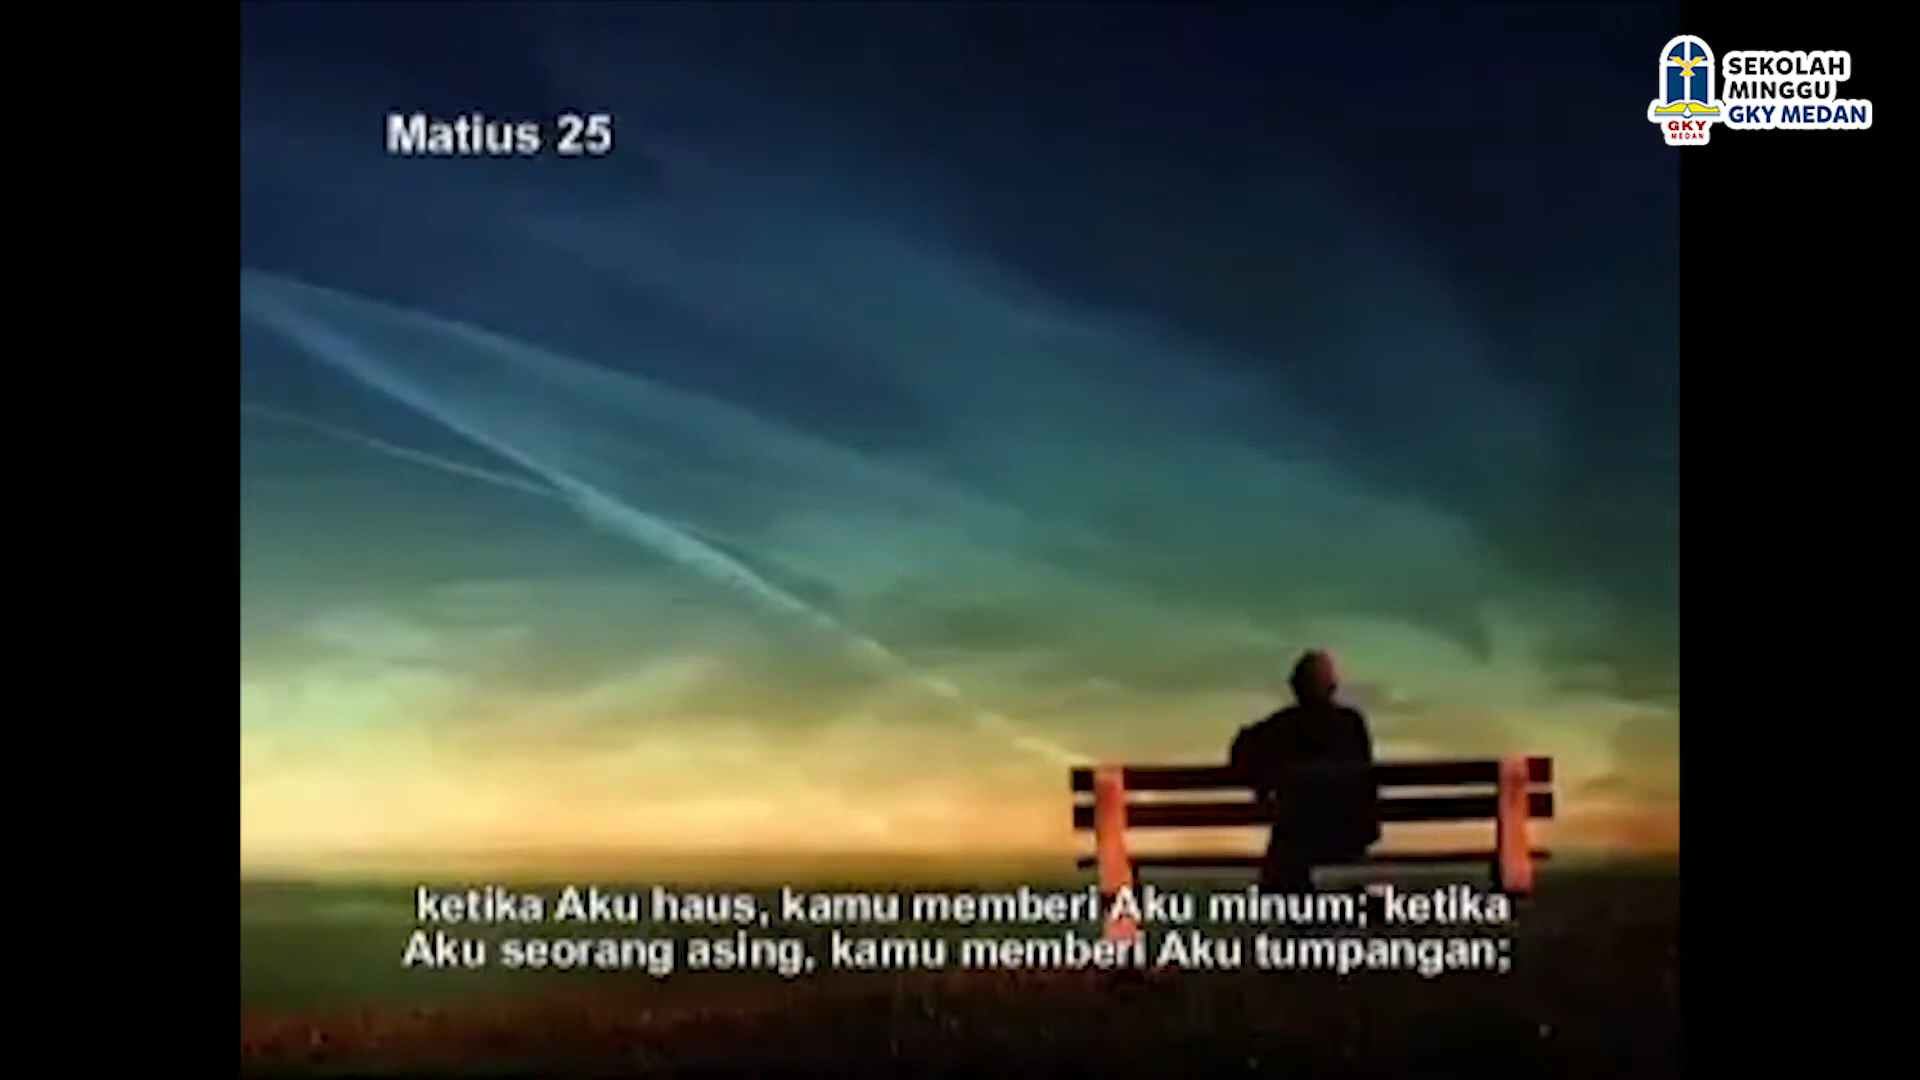 Matius 25
SEKOLAH
MINGGU
GKY MEDAN
GKY
MEDAN
ketika Aku haus, kamu memberi Aku minum; ketika
Aku seorang asing, kamu memberi Aku tumpangan;